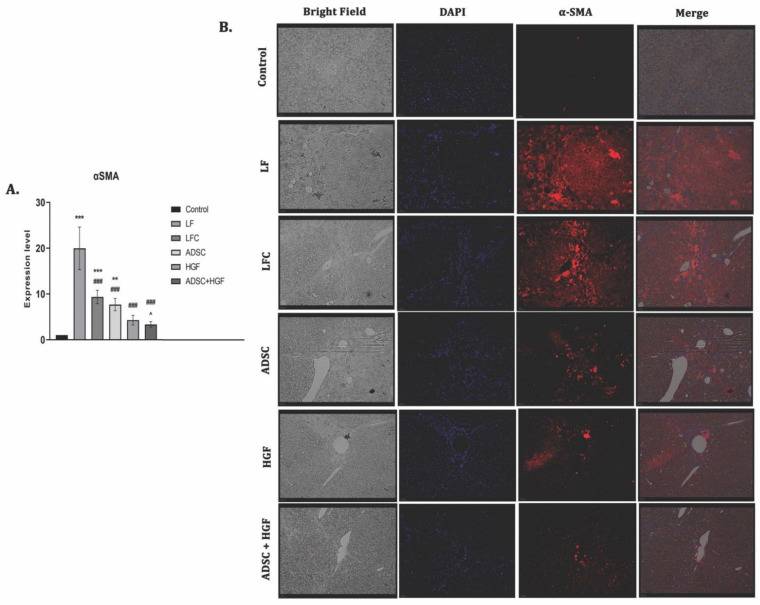 B.
Bright Field
DAPI
α-SMA
Merge
Control
LF
LFC
ADSC
HGF
ADSC + HGF
A.
αSMA
Expression level
30
20
10
0
***
***
###
**
###
###
###
^
Control
LF
LFC
ADSC
HGF
ADSC+HGF